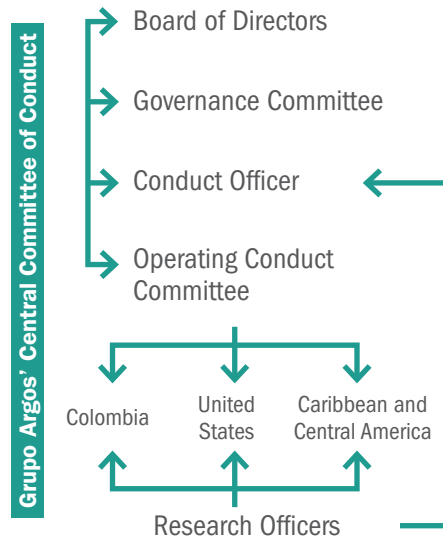 Grupo Argos’ Central Committee of Conduct
Board of Directors
Governance Committee
Conduct Officer
Operating Conduct
Committee
Colombia
United
States
Caribbean and
Central America
Research Officers